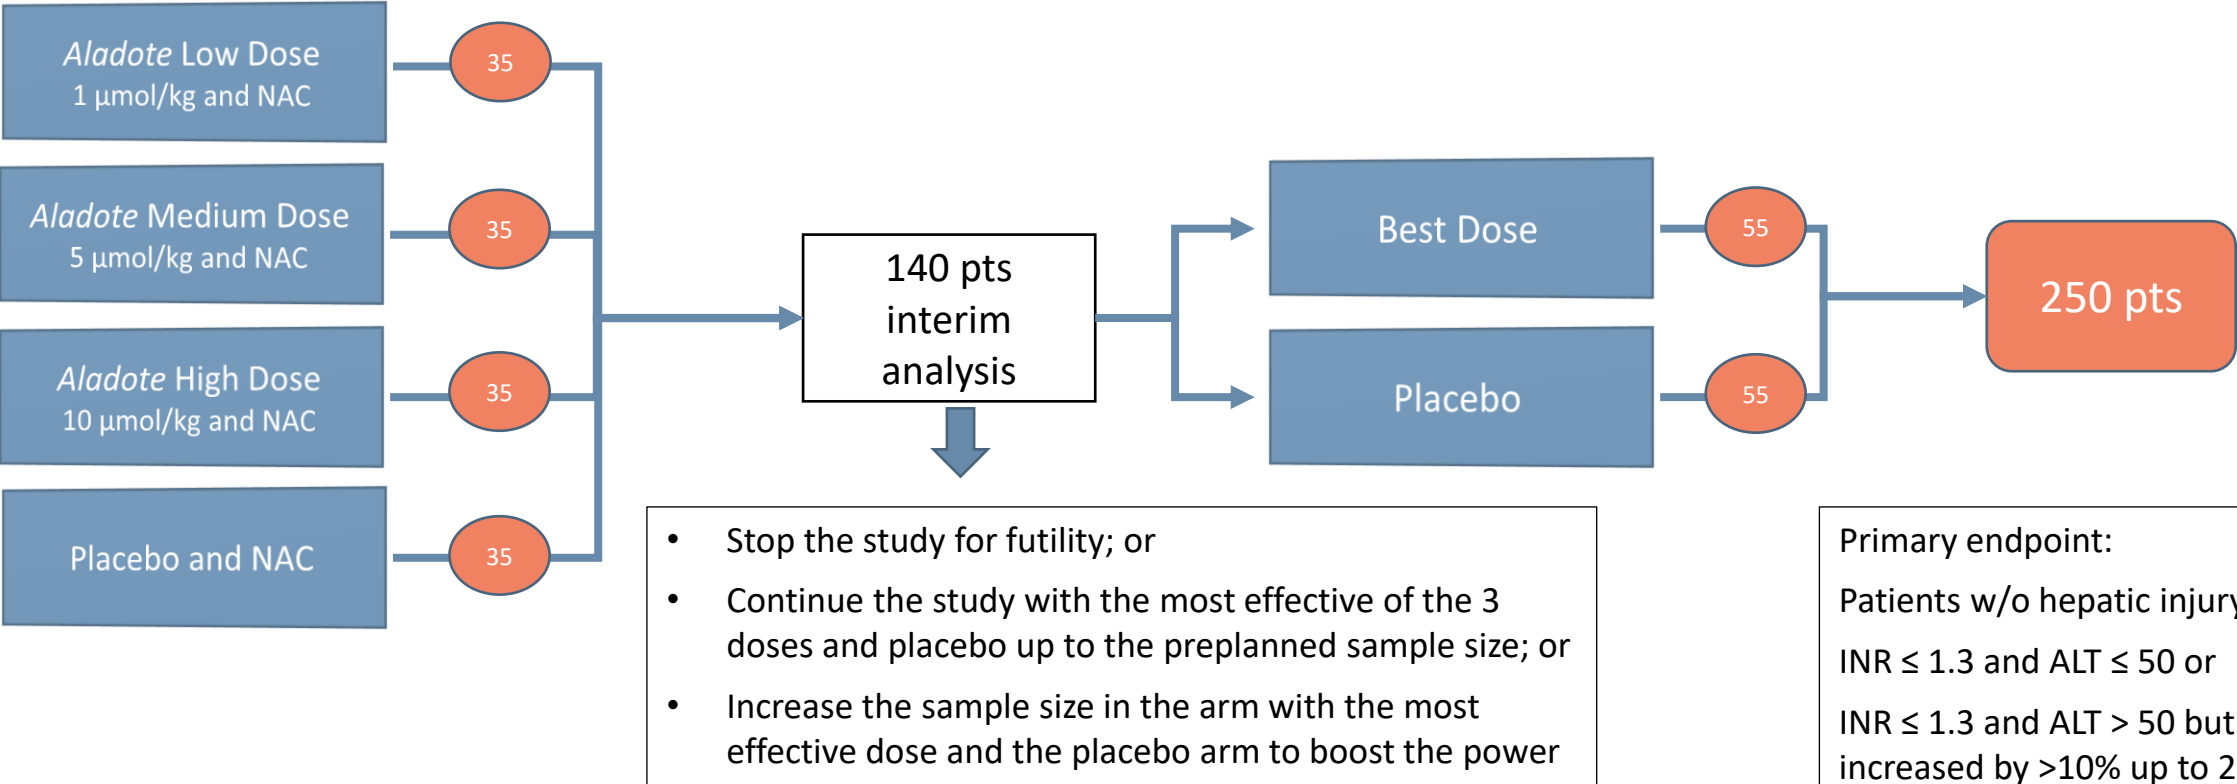 Aladote Low Dose
1 µmol/kg and NAC
35
Aladote Medium Dose
5 µmol/kg and NAC
35
Aladote High Dose
10 µmol/kg and NAC
35
Placebo and NAC
35
140 pts
interim
analysis
Best Dose
55
Placebo
55
250 pts
• Stop the study for futility; or
• Continue the study with the most effective of the 3
doses and placebo up to the preplanned sample size; or
• Increase the sample size in the arm with the most
effective dose and the placebo arm to boost the power
Primary endpoint:
Patients w/o hepatic injury
INR ≤ 1.3 and ALT ≤ 50 or
INR ≤ 1.3 and ALT > 50 but
increased by >10% up to 2